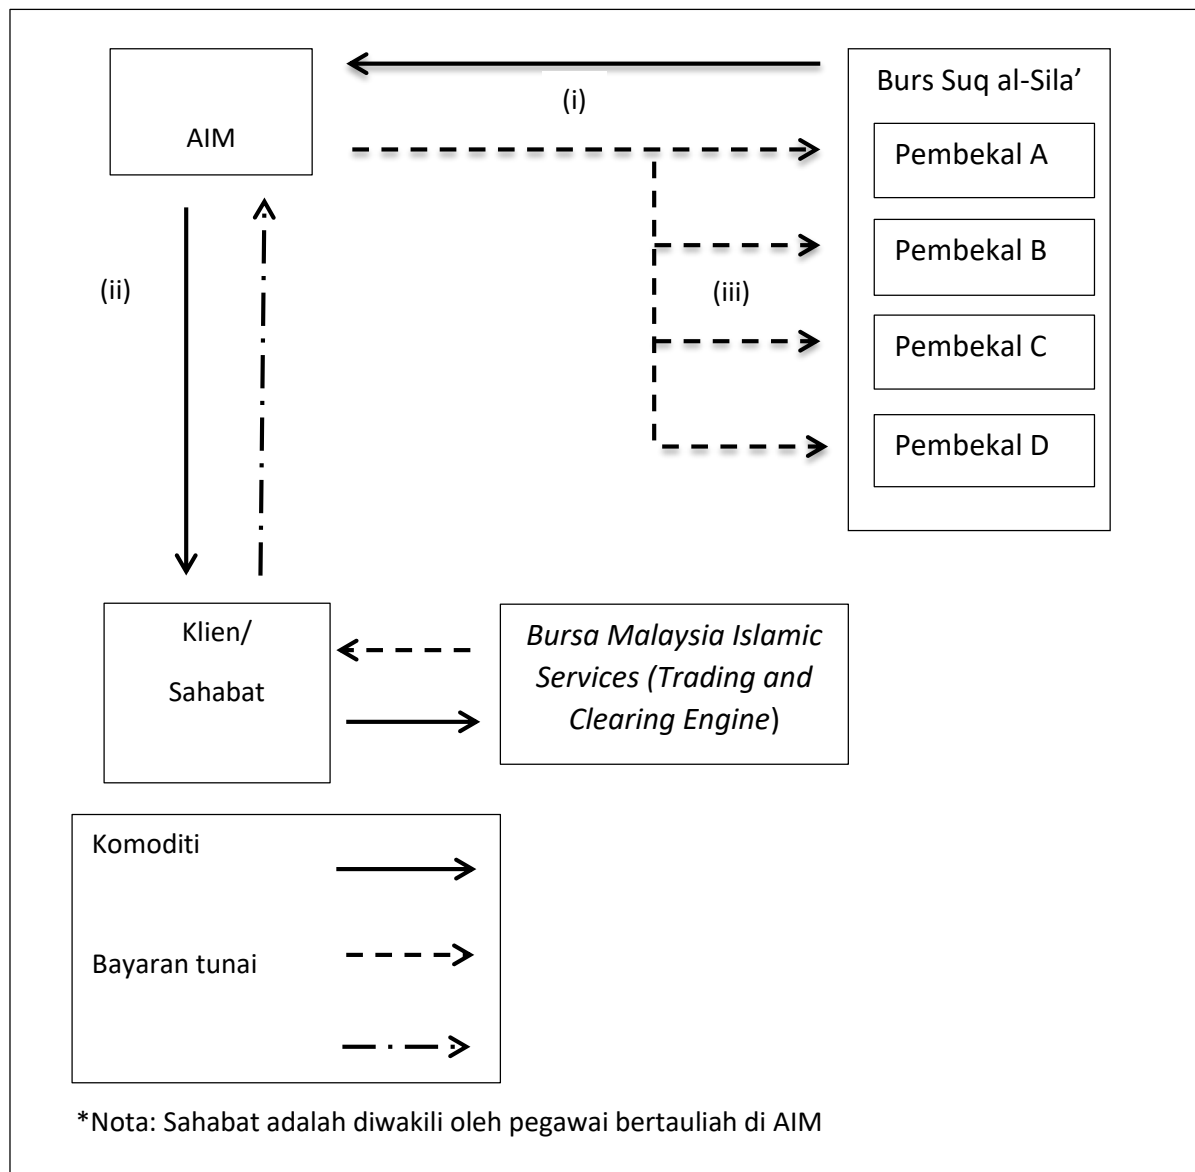 AIM
(i)
Burs Suq al-Sila’
Pembekal A
Pembekal B
(ii)
(iii)
Pembekal C
Pembekal D
Klien/
Sahabat
Bursa Malaysia Islamic
Services (Trading and
Clearing Engine)
Komoditi
Bayaran tunai
*Nota: Sahabat adalah diwakili oleh pegawai bertauliah di AIM